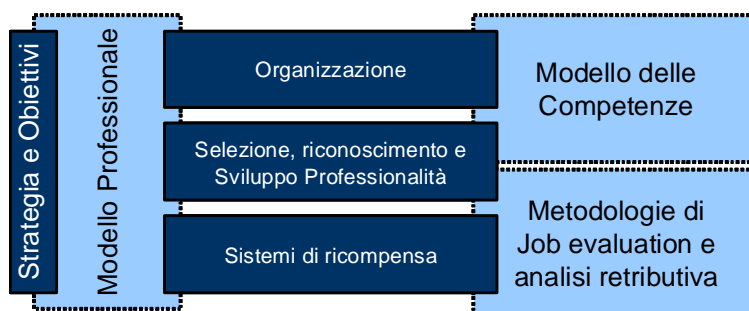 Strategia e Obiettivi
Modello Professionale
Organizzazione
Selezione, riconoscimento e
Sviluppo Professionalità
Sistemi di ricompensa
Modello delle
Competenze
Metodologie di
Job evaluation e
analisi retributiva